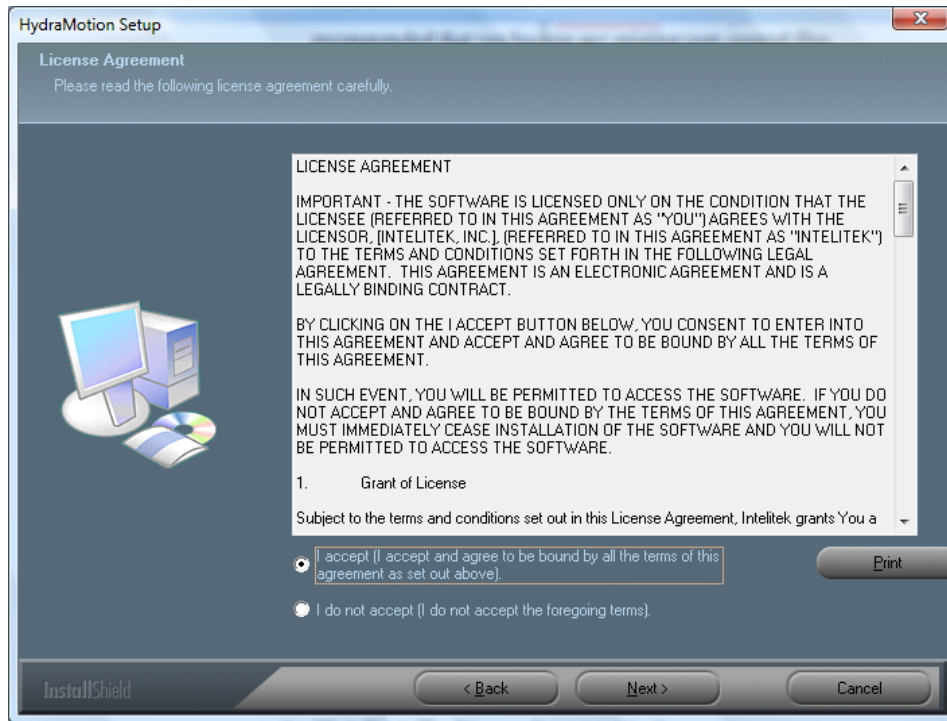 HydraMotion Setup
License Agreement
Please read the following license agreement carefully.
LICENSE AGREEMENT
IMPORTANT - THE SOFTWARE IS LICENSED ONLY ON THE CONDITION THAT THE
LICENSEE (REFERRED TO IN THIS AGREEMENT AS "YOU") AGREES WITH THE
LICENSOR, [INTELITEK, INC.], (REFERRED TO IN THIS AGREEMENT AS "INTELITEK")
TO THE TERMS AND CONDITIONS SET FORTH IN THE FOLLOWING LEGAL
AGREEMENT. THIS AGREEMENT IS AN ELECTRONIC AGREEMENT AND IS A
LEGALLY BINDING CONTRACT.
BY CLICKING ON THE I ACCEPT BUTTON BELOW, YOU CONSENT TO ENTER INTO
THIS AGREEMENT AND ACCEPT AND AGREE TO BE BOUND BY ALL THE TERMS OF
THIS AGREEMENT.
IN SUCH EVENT, YOU WILL BE PERMITTED TO ACCESS THE SOFTWARE. IF YOU DO
NOT ACCEPT AND AGREE TO BE BOUND BY THE TERMS OF THIS AGREEMENT, YOU
MUST IMMEDIATELY CEASE INSTALLATION OF THE SOFTWARE AND YOU WILL NOT
BE PERMITTED TO ACCESS THE SOFTWARE.
1. Grant of License
Subject to the terms and conditions set out in this License Agreement, Intelitek grants You a
I accept (I accept and agree to be bound by all the terms of this
agreement as set out above).
Print
I do not accept (I do not accept the foregoing terms).
InstallShield
< Back
Next >
Cancel